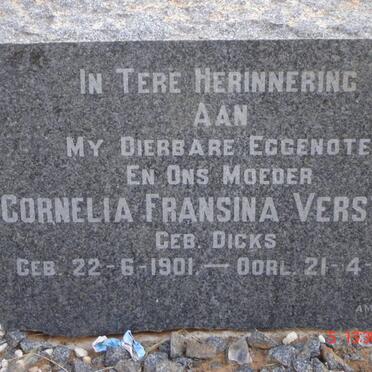 IN TERE HERINNERING
AAN
MY DIERBARE EGGENOTE
EN ONS MOEDER
CORNELIA FRANSINA VERS
GEB. DICKS
GEB. 22-6-1901. — OORL. 21-4-